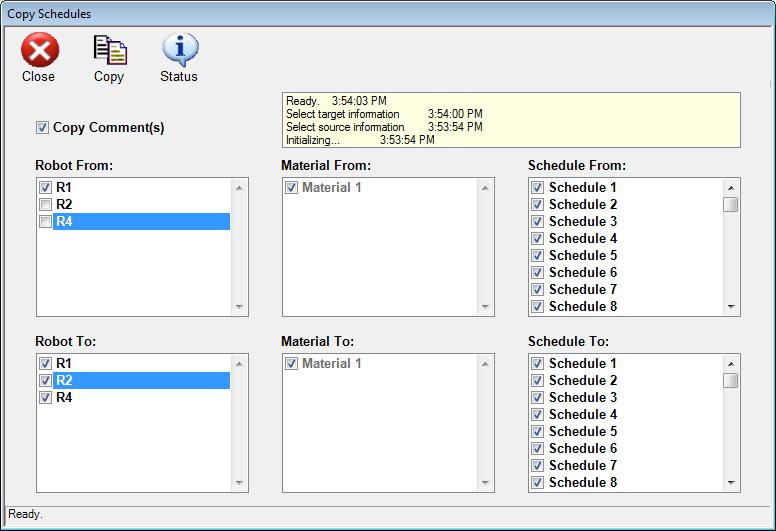 Copy Schedules
Close
Copy
Status
Ready. 3:54:03 PM
Select target information 3:54:00 PM
Select source information 3:53:54 PM
Initializing... 3:53:54 PM
Copy Comment(s)
Robot From:
R1
R2
R4
Material From:
Material 1
Schedule From:
Schedule 1
Schedule 2
Schedule 3
Schedule 4
Schedule 5
Schedule 6
Schedule 7
Schedule 8
Robot To:
R1
R2
R4
Material To:
Material 1
Schedule To:
Schedule 1
Schedule 2
Schedule 3
Schedule 4
Schedule 5
Schedule 6
Schedule 7
Schedule 8
Ready.